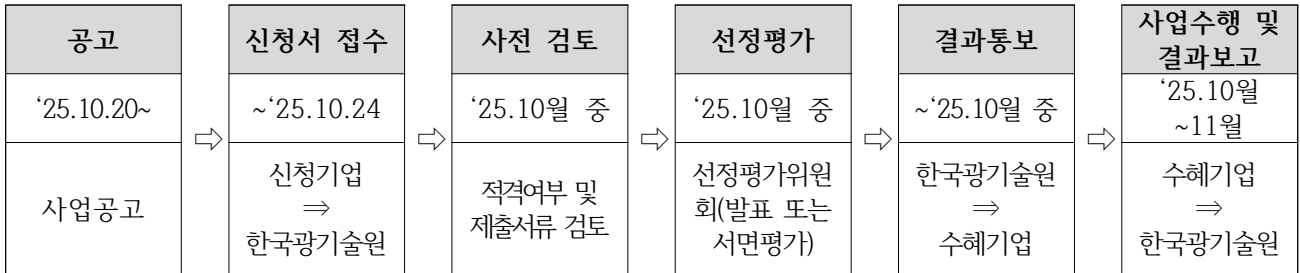 공고
‘25.10.20~
사업공고
⇨
신청서 접수
~‘25.10.24
신청기업
⇒
한국광기술원
⇨
사전 검토
‘25.10월 중
적격여부 및
제출서류 검토
⇨
선정평가
‘25.10월 중
선정평가위원
회(발표 또는
서면평가)
⇨
결과통보
~‘25.10월 중
한국광기술원
⇒
수혜기업
⇨
사업수행 및
결과보고
‘25.10월
~11월
수혜기업
⇒
한국광기술원